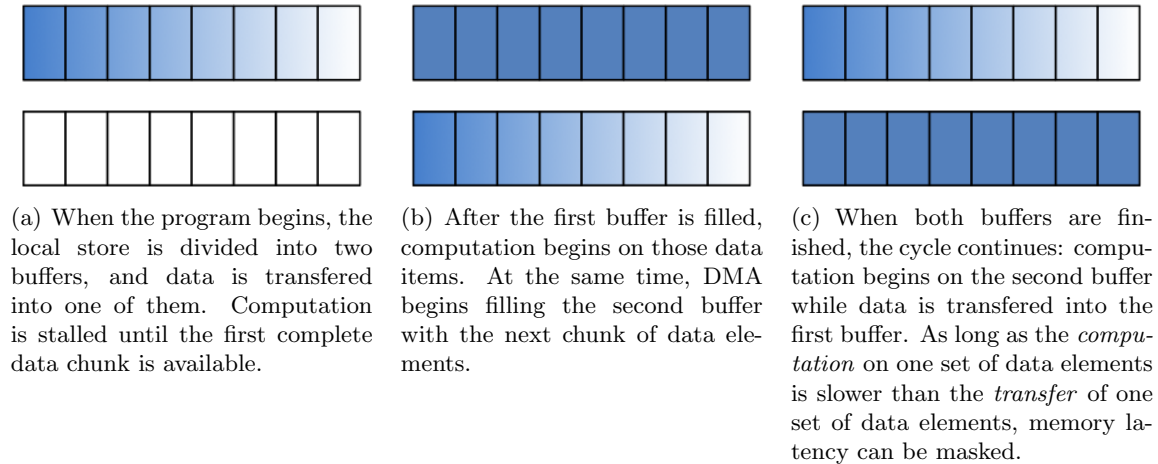 (a) When the program begins, the
local store is divided into two
buffers, and data is transfered
into one of them. Computation
is stalled until the first complete
data chunk is available.
(b) After the first buffer is filled,
computation begins on those data
items. At the same time, DMA
begins filling the second buffer
with the next chunk of data ele-
ments.
(c) When both buffers are fin-
ished, the cycle continues: compu-
tation begins on the second buffer
while data is transfered into the
first buffer. As long as the compu-
tation on one set of data elements
is slower than the transfer of one
set of data elements, memory la-
tency can be masked.